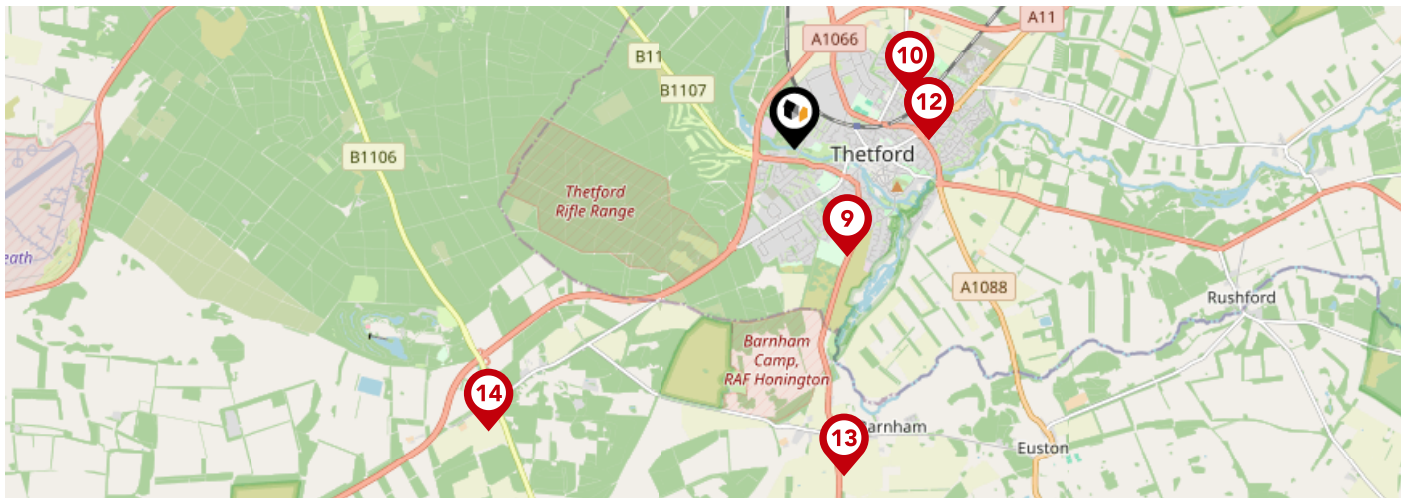 A11
A1066
10
B11
B1107
12
B1106
Thetford
Thetford
Rifle Range
9
eath
A1088
Rushford
Barnham
Camp,
RAF Honington
14
13
arnham
Euston